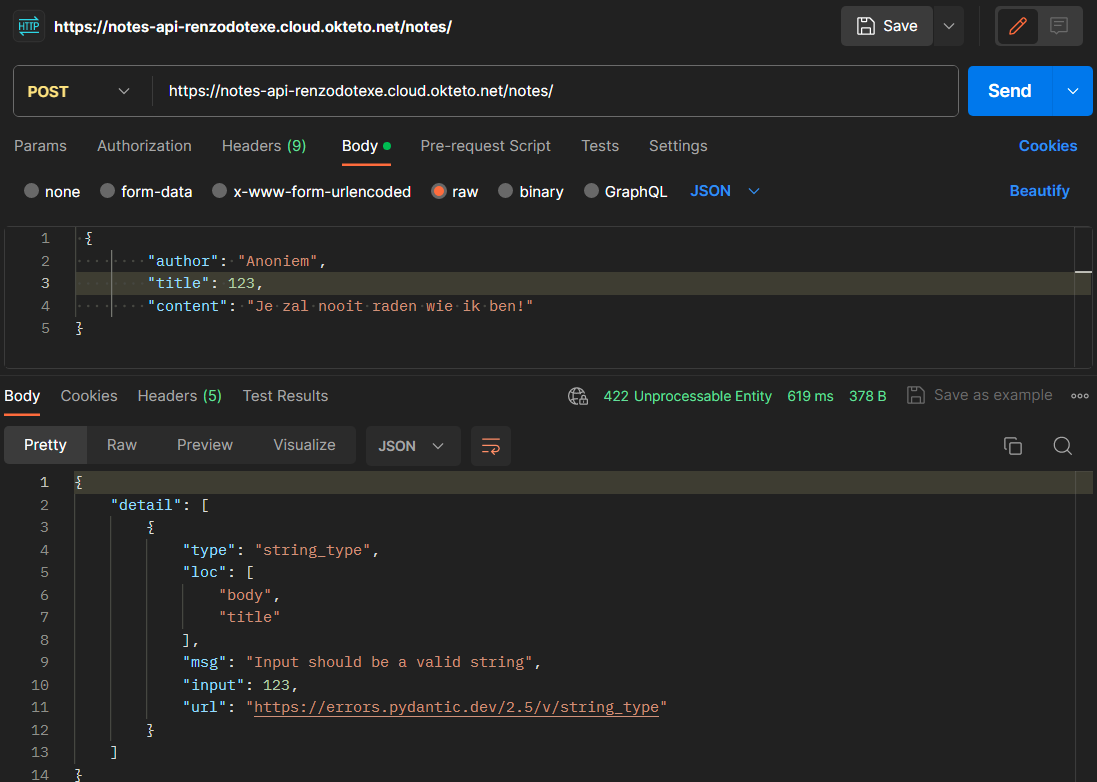 HTTP https://notes-api-renzodotexe.cloud.okteto.net/notes/ Save
POST https://notes-api-renzodotexe.cloud.okteto.net/notes/ Send
Params Authorization Headers (9) Body Pre-request Script Tests Settings Cookies
none form-data x-www-form-urlencoded raw binary GraphQL JSON Beautify
1 {
2 "author": "Anoniem",
3 "title": 123,
4 "content": "Je zal nooit raden wie ik ben!"
5 }
Body Cookies Headers (5) Test Results 422 Unprocessable Entity 619 ms 378 B Save as example
Pretty Raw Preview Visualize JSON
1 {
2 "detail": [
3 {
4 "type": "string_type",
5 "loc": [
6 "body",
7 "title"
8 ],
9 "msg": "Input should be a valid string",
10 "input": 123,
11 "url": "https://errors.pydantic.dev/2.5/v/string_type"
12 }
13 ]
14 }